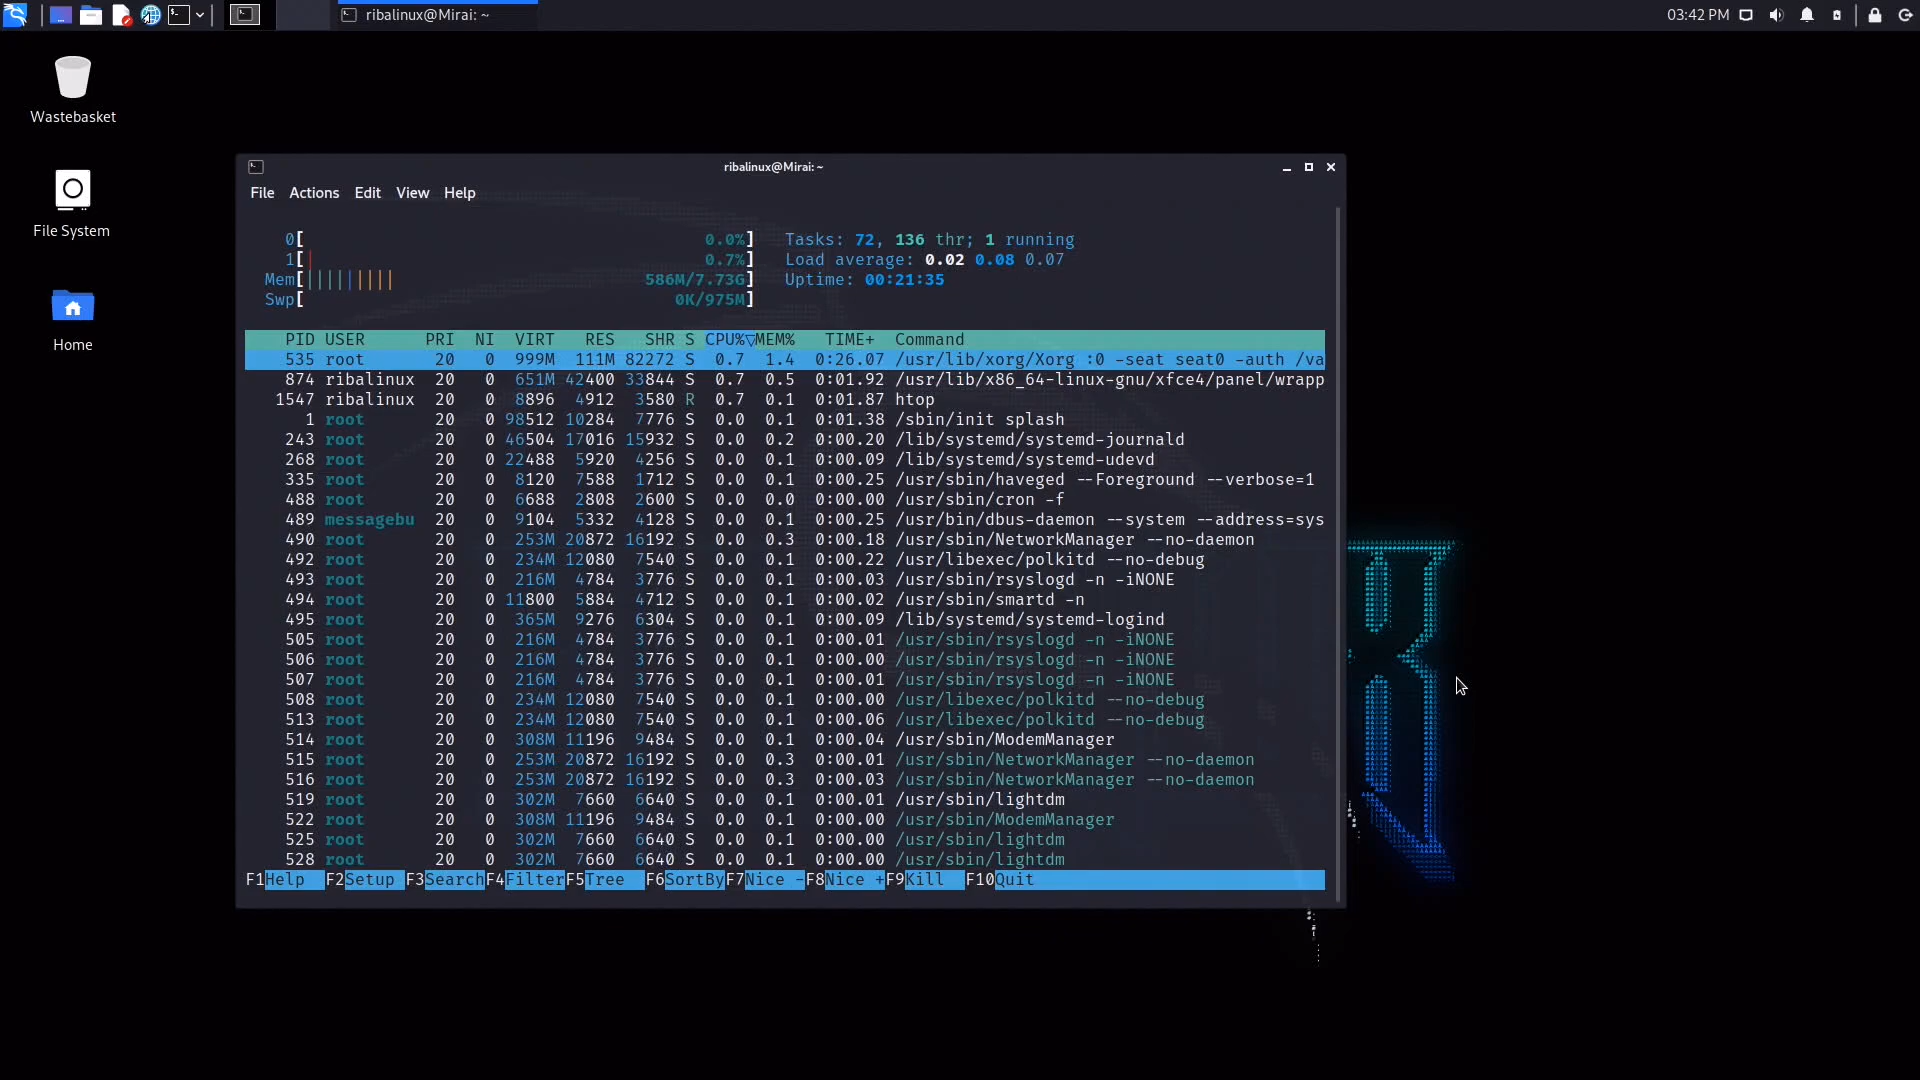 ribalinux@Mirai: ~
03:42 PM
Wastebasket
File System
Home
ribalinux@Mirai: ~
File Actions Edit View Help
0[ 0.0%] Tasks: 72, 136 thr; 1 running
1[| 0.7%] Load average: 0.02 0.08 0.07
Mem[||||||||| 586M/7.73G] Uptime: 00:21:35
Swp[ 0K/975M]
PID USER PRI NI VIRT RES SHR S CPU%▽MEM% TIME+ Command
535 root 20 0 999M 111M 82272 S 0.7 1.4 0:26.07 /usr/lib/xorg/Xorg :0 -seat seat0 -auth /va
874 ribalinux 20 0 651M 42400 33844 S 0.7 0.5 0:01.92 /usr/lib/x86_64-linux-gnu/xfce4/panel/wrapp
1547 ribalinux 20 0 8896 4912 3580 R 0.7 0.1 0:01.87 htop
1 root 20 0 98512 10284 7776 S 0.0 0.1 0:01.38 /sbin/init splash
243 root 20 0 46504 17016 15932 S 0.0 0.2 0:00.20 /lib/systemd/systemd-journald
268 root 20 0 22488 5920 4256 S 0.0 0.1 0:00.09 /lib/systemd/systemd-udevd
335 root 20 0 8120 7588 1712 S 0.0 0.1 0:00.25 /usr/sbin/haveged --Foreground --verbose=1
488 root 20 0 6688 2808 2600 S 0.0 0.0 0:00.00 /usr/sbin/cron -f
489 messagebu 20 0 9104 5332 4128 S 0.0 0.1 0:00.25 /usr/bin/dbus-daemon --system --address=sys
490 root 20 0 253M 20872 16192 S 0.0 0.3 0:00.18 /usr/sbin/NetworkManager --no-daemon
492 root 20 0 234M 12080 7540 S 0.0 0.1 0:00.22 /usr/libexec/polkitd --no-debug
493 root 20 0 216M 4784 3776 S 0.0 0.1 0:00.03 /usr/sbin/rsyslogd -n -iNONE
494 root 20 0 11800 5884 4712 S 0.0 0.1 0:00.02 /usr/sbin/smartd -n
495 root 20 0 365M 9276 6304 S 0.0 0.1 0:00.09 /lib/systemd/systemd-logind
505 root 20 0 216M 4784 3776 S 0.0 0.1 0:00.01 /usr/sbin/rsyslogd -n -iNONE
506 root 20 0 216M 4784 3776 S 0.0 0.1 0:00.00 /usr/sbin/rsyslogd -n -iNONE
507 root 20 0 216M 4784 3776 S 0.0 0.1 0:00.01 /usr/sbin/rsyslogd -n -iNONE
508 root 20 0 234M 12080 7540 S 0.0 0.1 0:00.00 /usr/libexec/polkitd --no-debug
513 root 20 0 234M 12080 7540 S 0.0 0.1 0:00.06 /usr/libexec/polkitd --no-debug
514 root 20 0 308M 11196 9484 S 0.0 0.1 0:00.04 /usr/sbin/ModemManager
515 root 20 0 253M 20872 16192 S 0.0 0.3 0:00.01 /usr/sbin/NetworkManager --no-daemon
516 root 20 0 253M 20872 16192 S 0.0 0.3 0:00.03 /usr/sbin/NetworkManager --no-daemon
519 root 20 0 302M 7660 6640 S 0.0 0.1 0:00.01 /usr/sbin/lightdm
522 root 20 0 308M 11196 9484 S 0.0 0.1 0:00.00 /usr/sbin/ModemManager
525 root 20 0 302M 7660 6640 S 0.0 0.1 0:00.00 /usr/sbin/lightdm
528 root 20 0 302M 7660 6640 S 0.0 0.1 0:00.00 /usr/sbin/lightdm
F1Help F2Setup F3SearchF4FilterF5Tree F6SortByF7Nice -F8Nice +F9Kill F10Quit